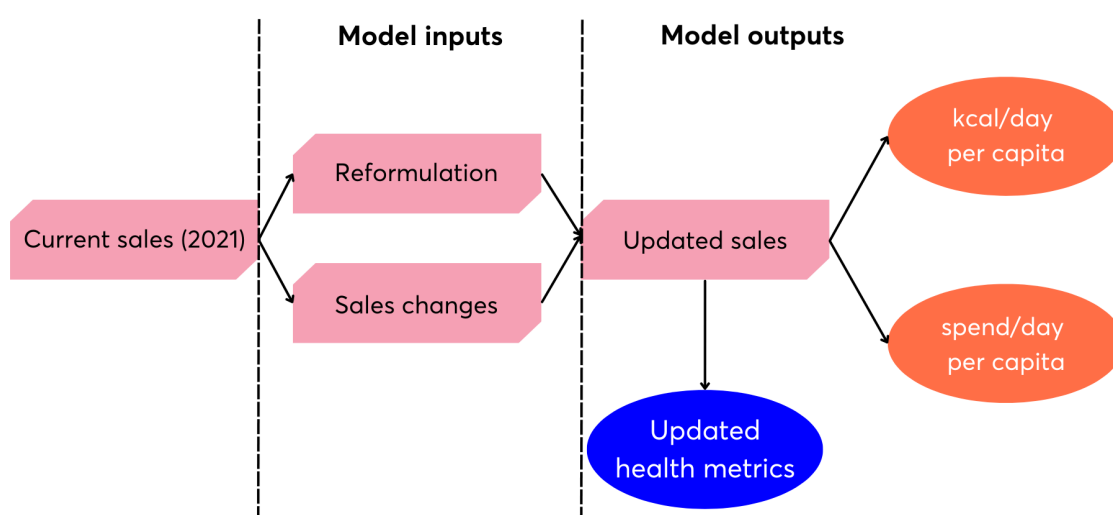 Model inputs
Model outputs
Current sales (2021)
Reformulation
Sales changes
Updated sales
kcal/day
per capita
spend/day
per capita
Updated
health metrics